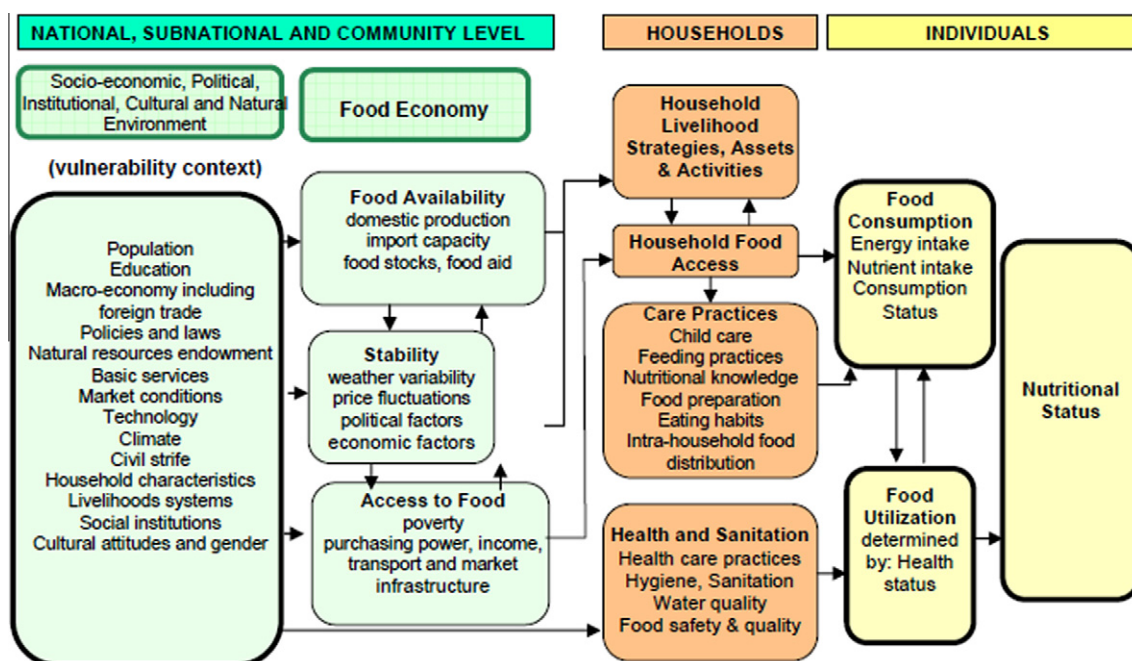 NATIONAL, SUBNATIONAL AND COMMUNITY LEVEL
HOUSEHOLDS
INDIVIDUALS
Socio-economic, Political,
Institutional, Cultural and Natural
Environment
Food Economy
(vulnerability context)
Population
Education
Macro-economy including
foreign trade
Policies and laws
Natural resources endowment
Basic services
Market conditions
Technology
Climate
Civil strife
Household characteristics
Livelihoods systems
Social institutions
Cultural attitudes and gender
Food Availability
domestic production
import capacity
food stocks, food aid
Stability
weather variability
price fluctuations
political factors
economic factors
Access to Food
poverty
purchasing power, income,
transport and market
infrastructure
Household
Livelihood
Strategies, Assets
& Activities
Household Food
Access
Care Practices
Child care
Feeding practices
Nutritional knowledge
Food preparation
Eating habits
Intra-household food
distribution
Health and Sanitation
Health care practices
Hygiene, Sanitation
Water quality
Food safety & quality
Food
Consumption
Energy intake
Nutrient intake
Consumption
Status
Food
Utilization
determined
by: Health
status
Nutritional
Status